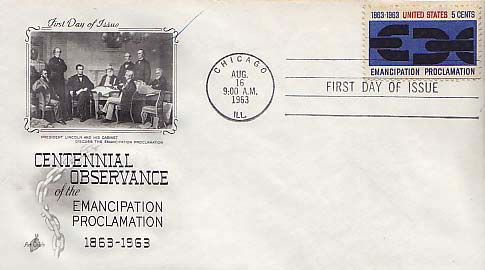 First Day of Issue
PRESIDENT LINCOLN AND HIS CABINET
DISCUSS THE EMANCIPATION PROCLAMATION
CENTENNIAL
OBSERVANCE
of the
EMANCIPATION
PROCLAMATION
1863-1963
Art Craft
CHICAGO
AUG.
16
9:00 A.M.
1963
ILL.
1863-1963 UNITED STATES 5 CENTS
EMANCIPATION PROCLAMATION
FIRST DAY OF ISSUE